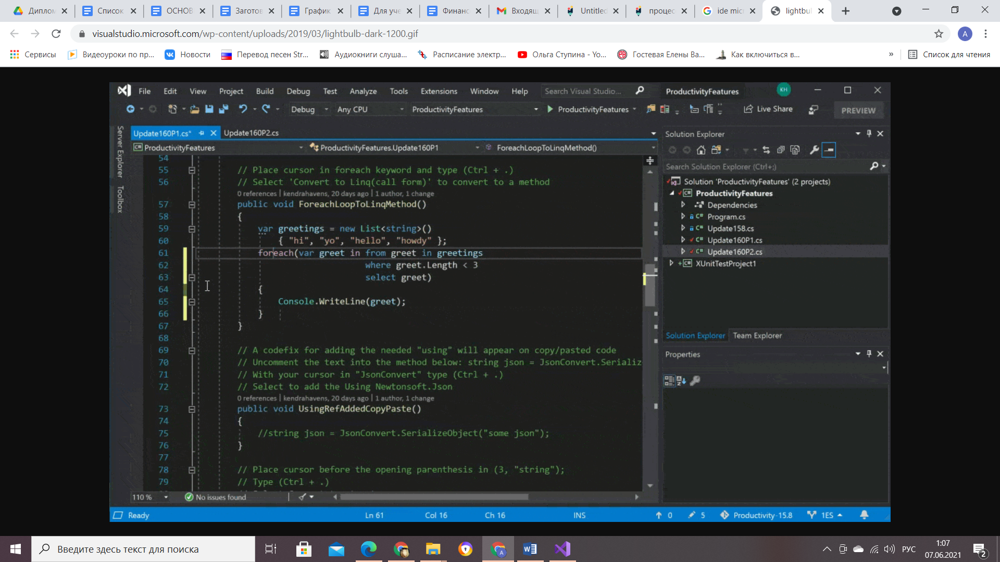 Диплом
Список
ОСНОВ
Заготов
График
Для уче
Финанс
Входящ
Untitled
процес
ide micr
lightbul
visualstudio.microsoft.com/wp-content/uploads/2019/03/lightbulb-dark-1200.gif
A
Сервисы
Видеоуроки по пр...
Новости
Перевод песен Str...
Аудиокниги слуша...
Расписание электр...
Ольга Ступина - Yo...
Гостевая Елены Ва...
Как включиться в...
»
Список для чтения
File Edit View Project Build Debug Test Analyze Tools Extensions Window Help
Search Visual Studio...
ProductivityFeatures
KH
Debug
Any CPU
ProductivityFeatures
ProductivityFeatures
Live Share
PREVIEW
Server Explorer
Toolbox
Update160P1.cs*
Update160P2.cs
ProductivityFeatures
ProductivityFeatures.Update160P1
ForeachLoopToLinqMethod()
54
55 // Place cursor in foreach keyword and type (Ctrl + .)
56 // Select 'Convert to Linq(call form)' to convert to a method
0 references | kendrahavens, 20 days ago | 1 author, 1 change
57 public void ForeachLoopToLinqMethod()
58 {
59 var greetings = new List<string>()
60 { "hi", "yo", "hello", "howdy" };
61 foreach(var greet in from greet in greetings
62 where greet.Length < 3
63 select greet)
64 {
65 Console.WriteLine(greet);
66 }
67 }
68
69 // A codefix for adding the needed "using" will appear on copy/pasted code
70 // Uncomment the text into the method below: string json = JsonConvert.Serializ
71 // With your cursor in "JsonConvert" type (Ctrl + .)
72 // Select to add the Using Newtonsoft.Json
0 references | kendrahavens, 20 days ago | 1 author, 1 change
73 public void UsingRefAddedCopyPaste()
74 {
75 //string json = JsonConvert.SerializeObject("some json");
76 }
77
78 // Place cursor before the opening parenthesis in (3, "string");
79 // Type (Ctrl + .)
110 %
No issues found
Solution Explorer
Search Solution Explorer (Ctrl+;)
Solution 'ProductivityFeatures' (2 projects)
ProductivityFeatures
Dependencies
C# Program.cs
C# Update158.cs
C# Update160P1.cs
C# Update160P2.cs
XUnitTestProject1
Solution Explorer
Team Explorer
Properties
Ready
Ln 61
Col 16
Ch 16
INS
0
5
Productivity-15.8
1ES
Введите здесь текст для поиска
A
РУС
1:07
07.06.2021
2